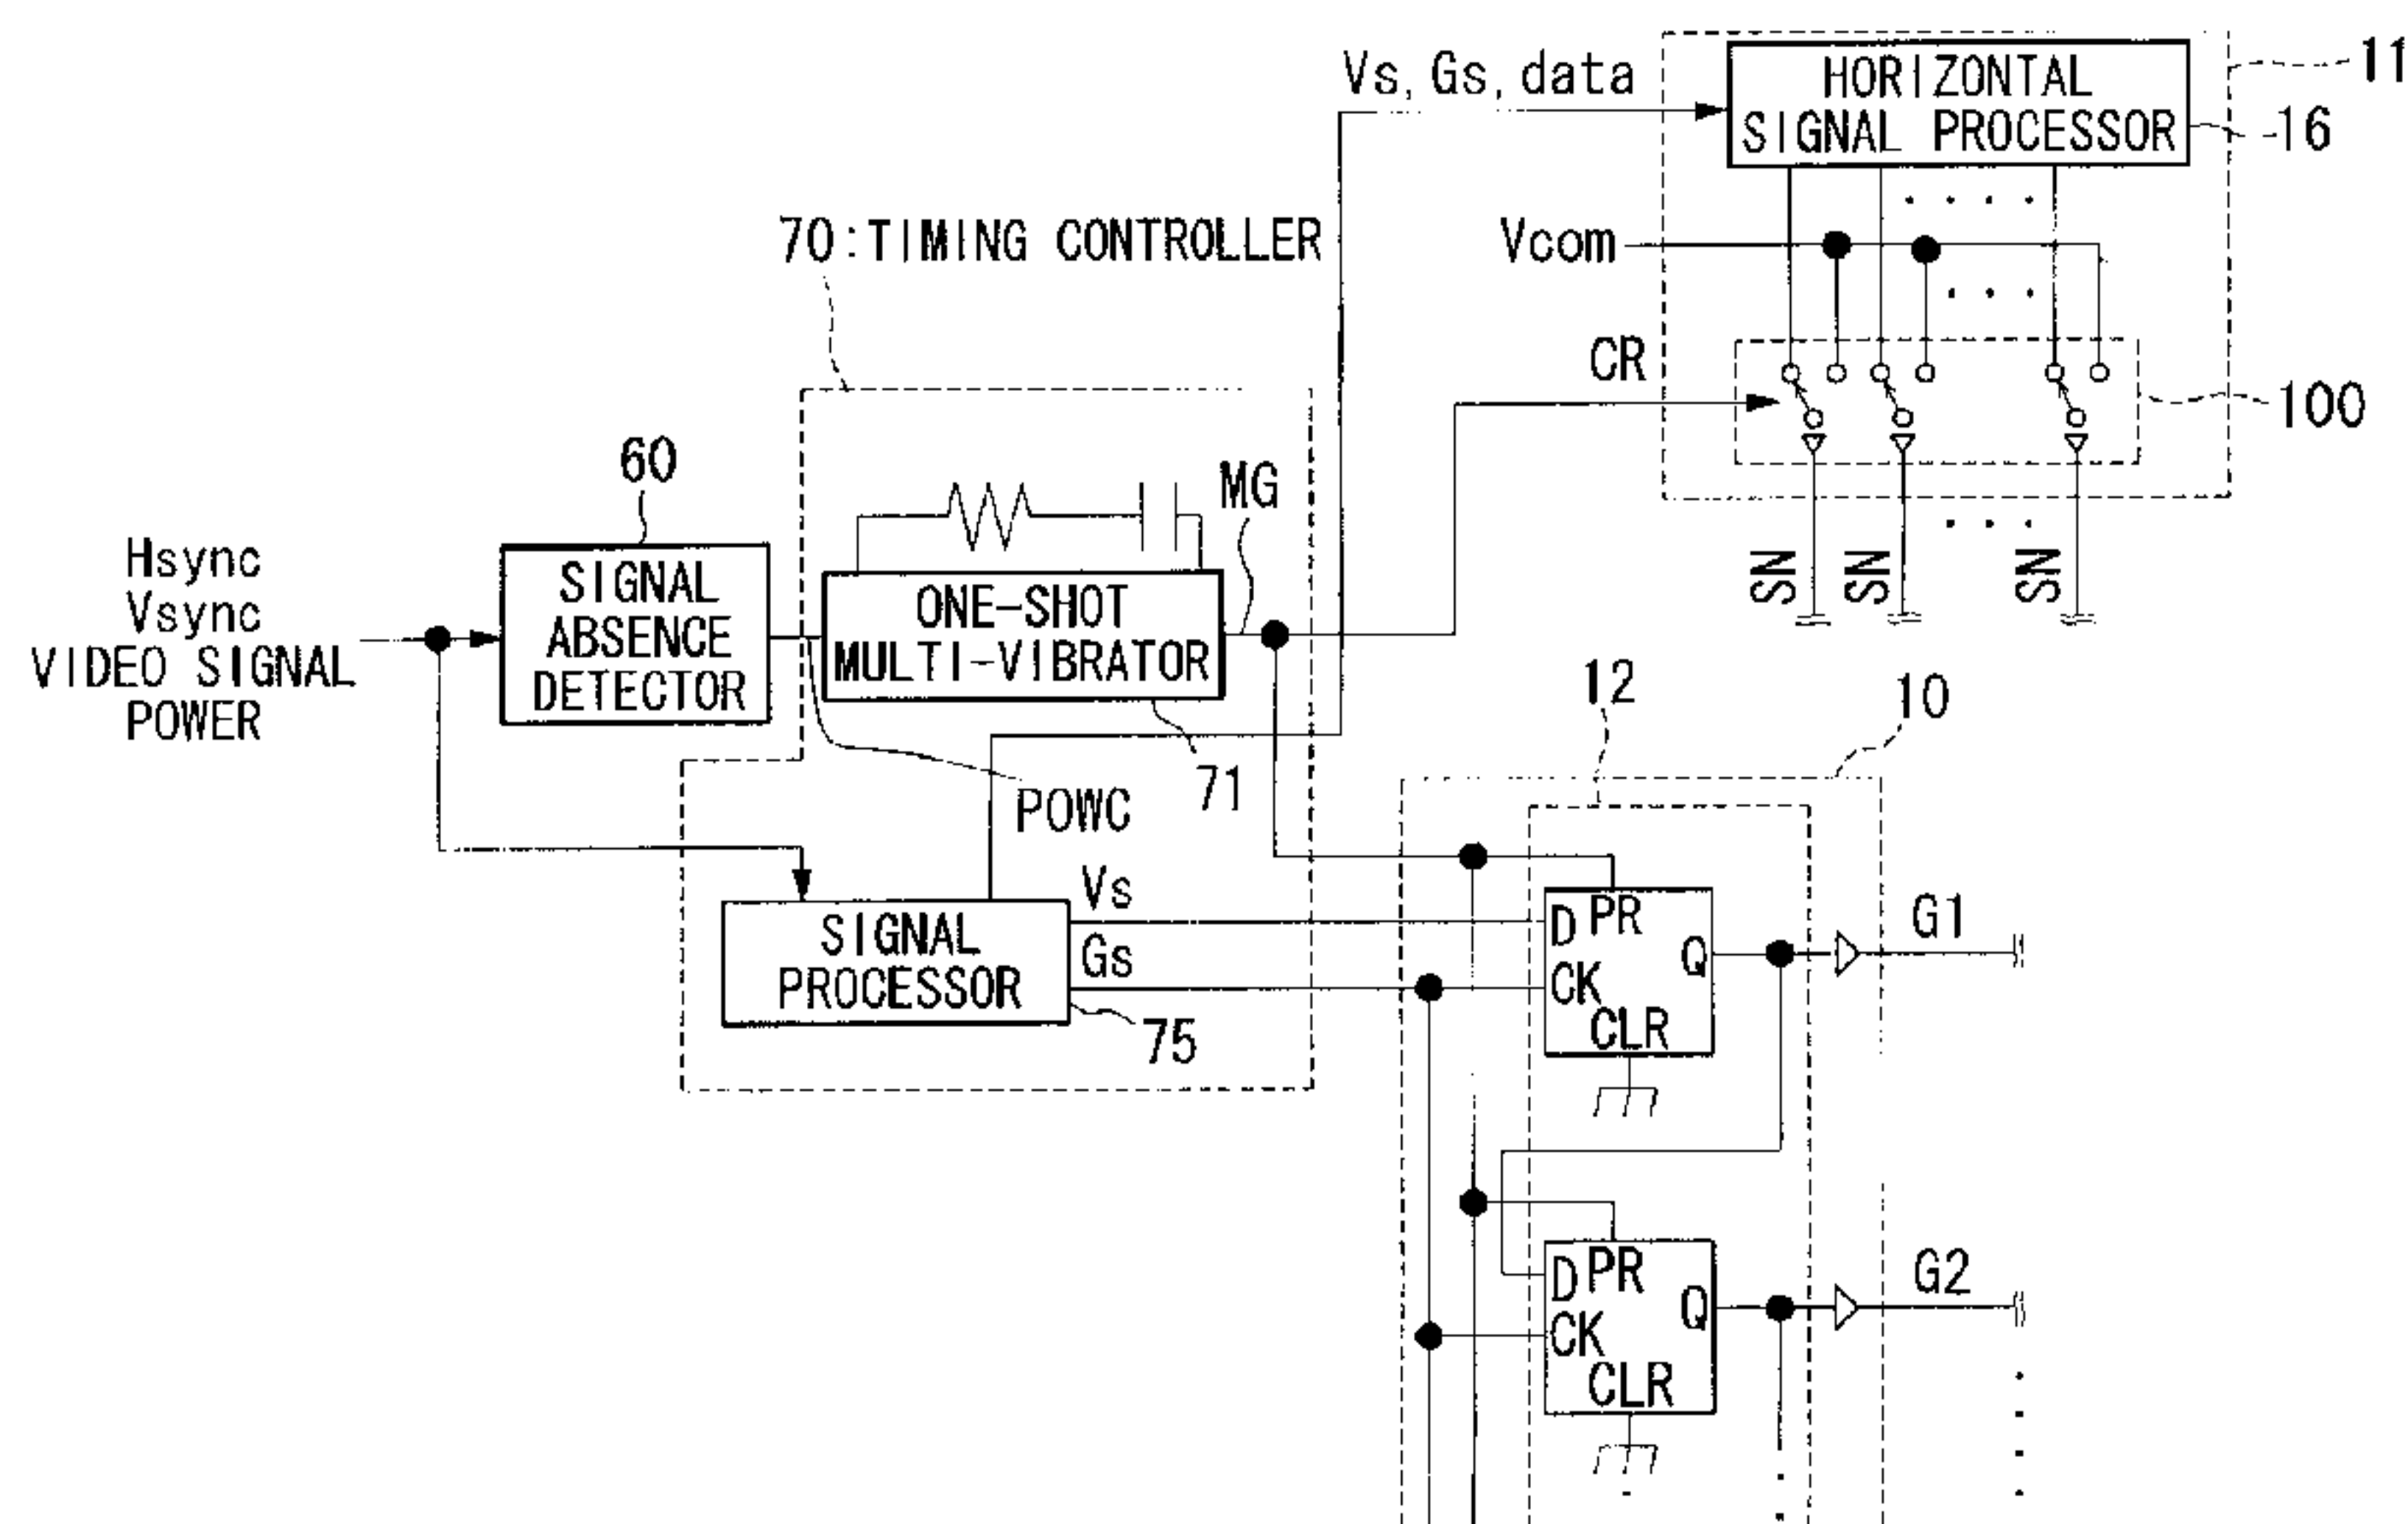 11
Vs, Gs, data
HORIZONTAL
SIGNAL PROCESSOR
16
70:TIMING CONTROLLER
Vcom
CR
100
60
MG
Hsync
Vsync
VIDEO SIGNAL
POWER
SIGNAL
ABSENCE
DETECTOR
ONE-SHOT
MULTI-VIBRATOR
SN
SN
SN
12
10
71
POWC
Vs
Gs
SIGNAL
PROCESSOR
75
D PR
Q
CK
CLR
G1
D PR
Q
CK
CLR
G2